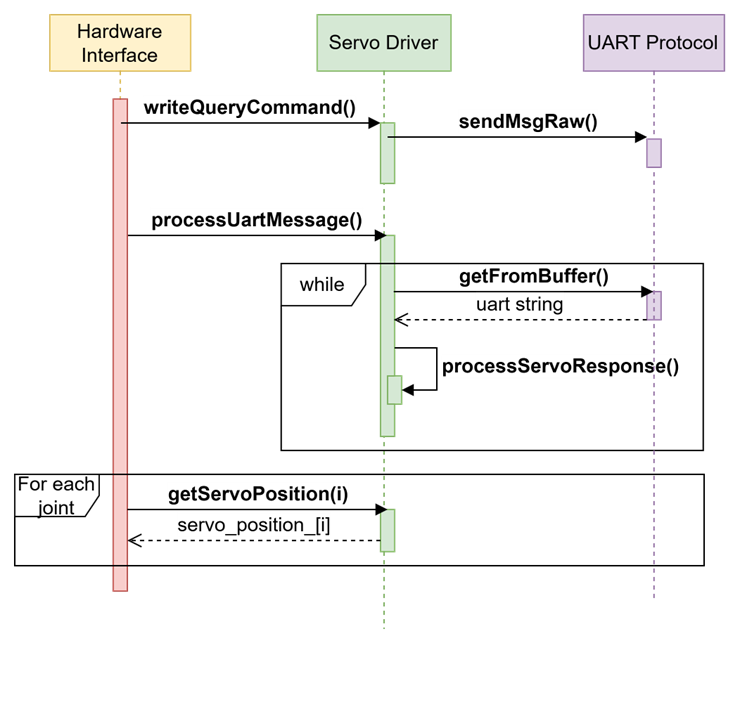 Hardware
Interface
Servo Driver
UART Protocol
writeQueryCommand()
sendMsgRaw()
processUartMessage()
while
getFromBuffer()
uart string
processServoResponse()
For each
joint
getServoPosition(i)
servo_position_[i]